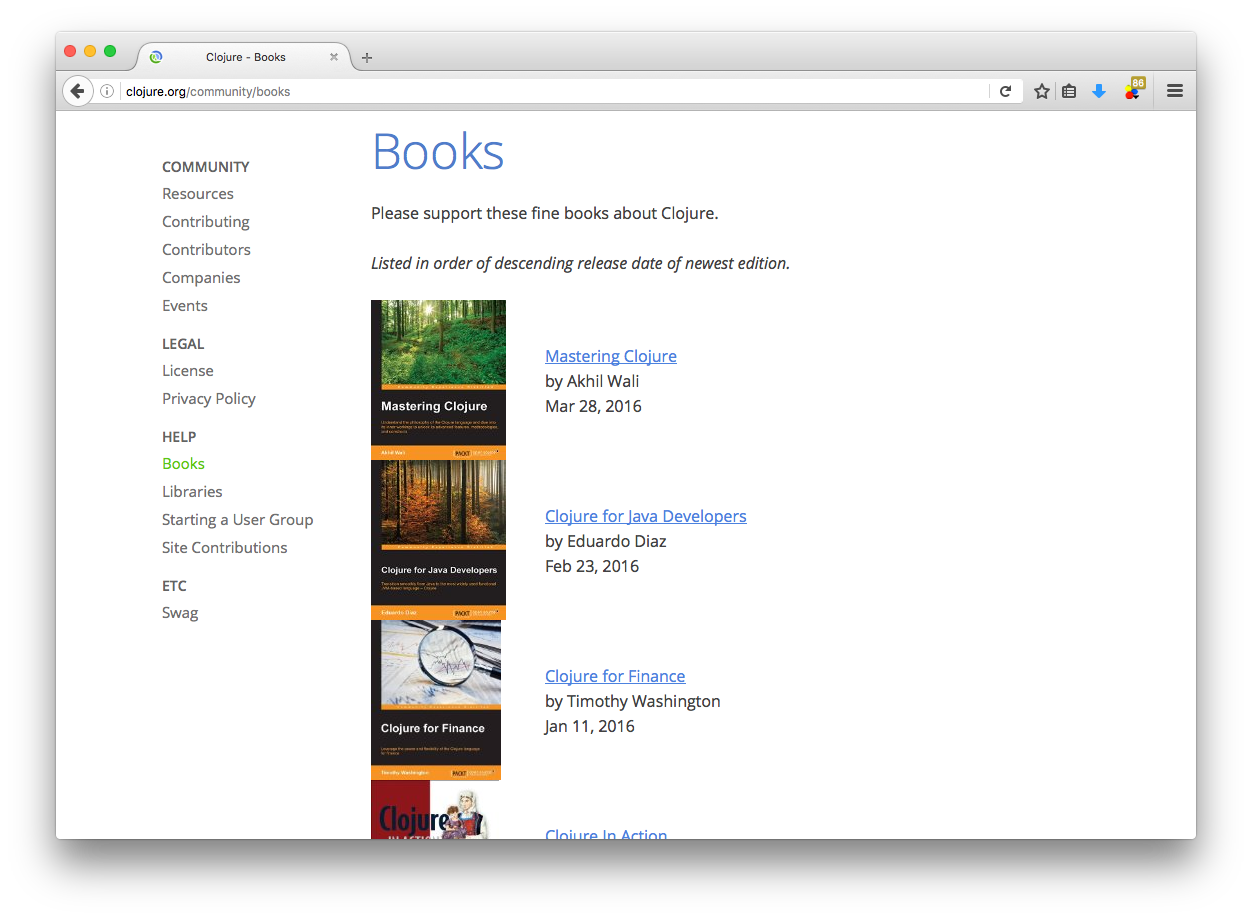 Clojure - Books
clojure.org/community/books
86
COMMUNITY
Resources
Contributing
Contributors
Companies
Events
LEGAL
License
Privacy Policy
HELP
Books
Libraries
Starting a User Group
Site Contributions
ETC
Swag
Books
Please support these fine books about Clojure.
Listed in order of descending release date of newest edition.
Mastering Clojure
Akhil Wali
PACKT
Mastering Clojure
by Akhil Wali
Mar 28, 2016
Clojure for Java Developers
Eduardo Diaz
PACKT
Clojure for Java Developers
by Eduardo Diaz
Feb 23, 2016
Clojure for Finance
Timothy Washington
PACKT
Clojure for Finance
by Timothy Washington
Jan 11, 2016
Clojure
Clojure In Action